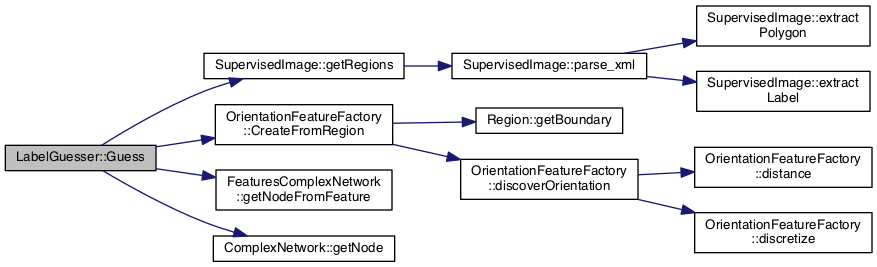 LabelGuesser::Guess
SupervisedImage::getRegions
SupervisedImage::parse_xml
SupervisedImage::extract
Polygon
SupervisedImage::extract
Label
OrientationFeatureFactory
::CreateFromRegion
Region::getBoundary
OrientationFeatureFactory
::discoverOrientation
OrientationFeatureFactory
::distance
OrientationFeatureFactory
::discretize
FeaturesComplexNetwork
::getNodeFromFeature
ComplexNetwork::getNode